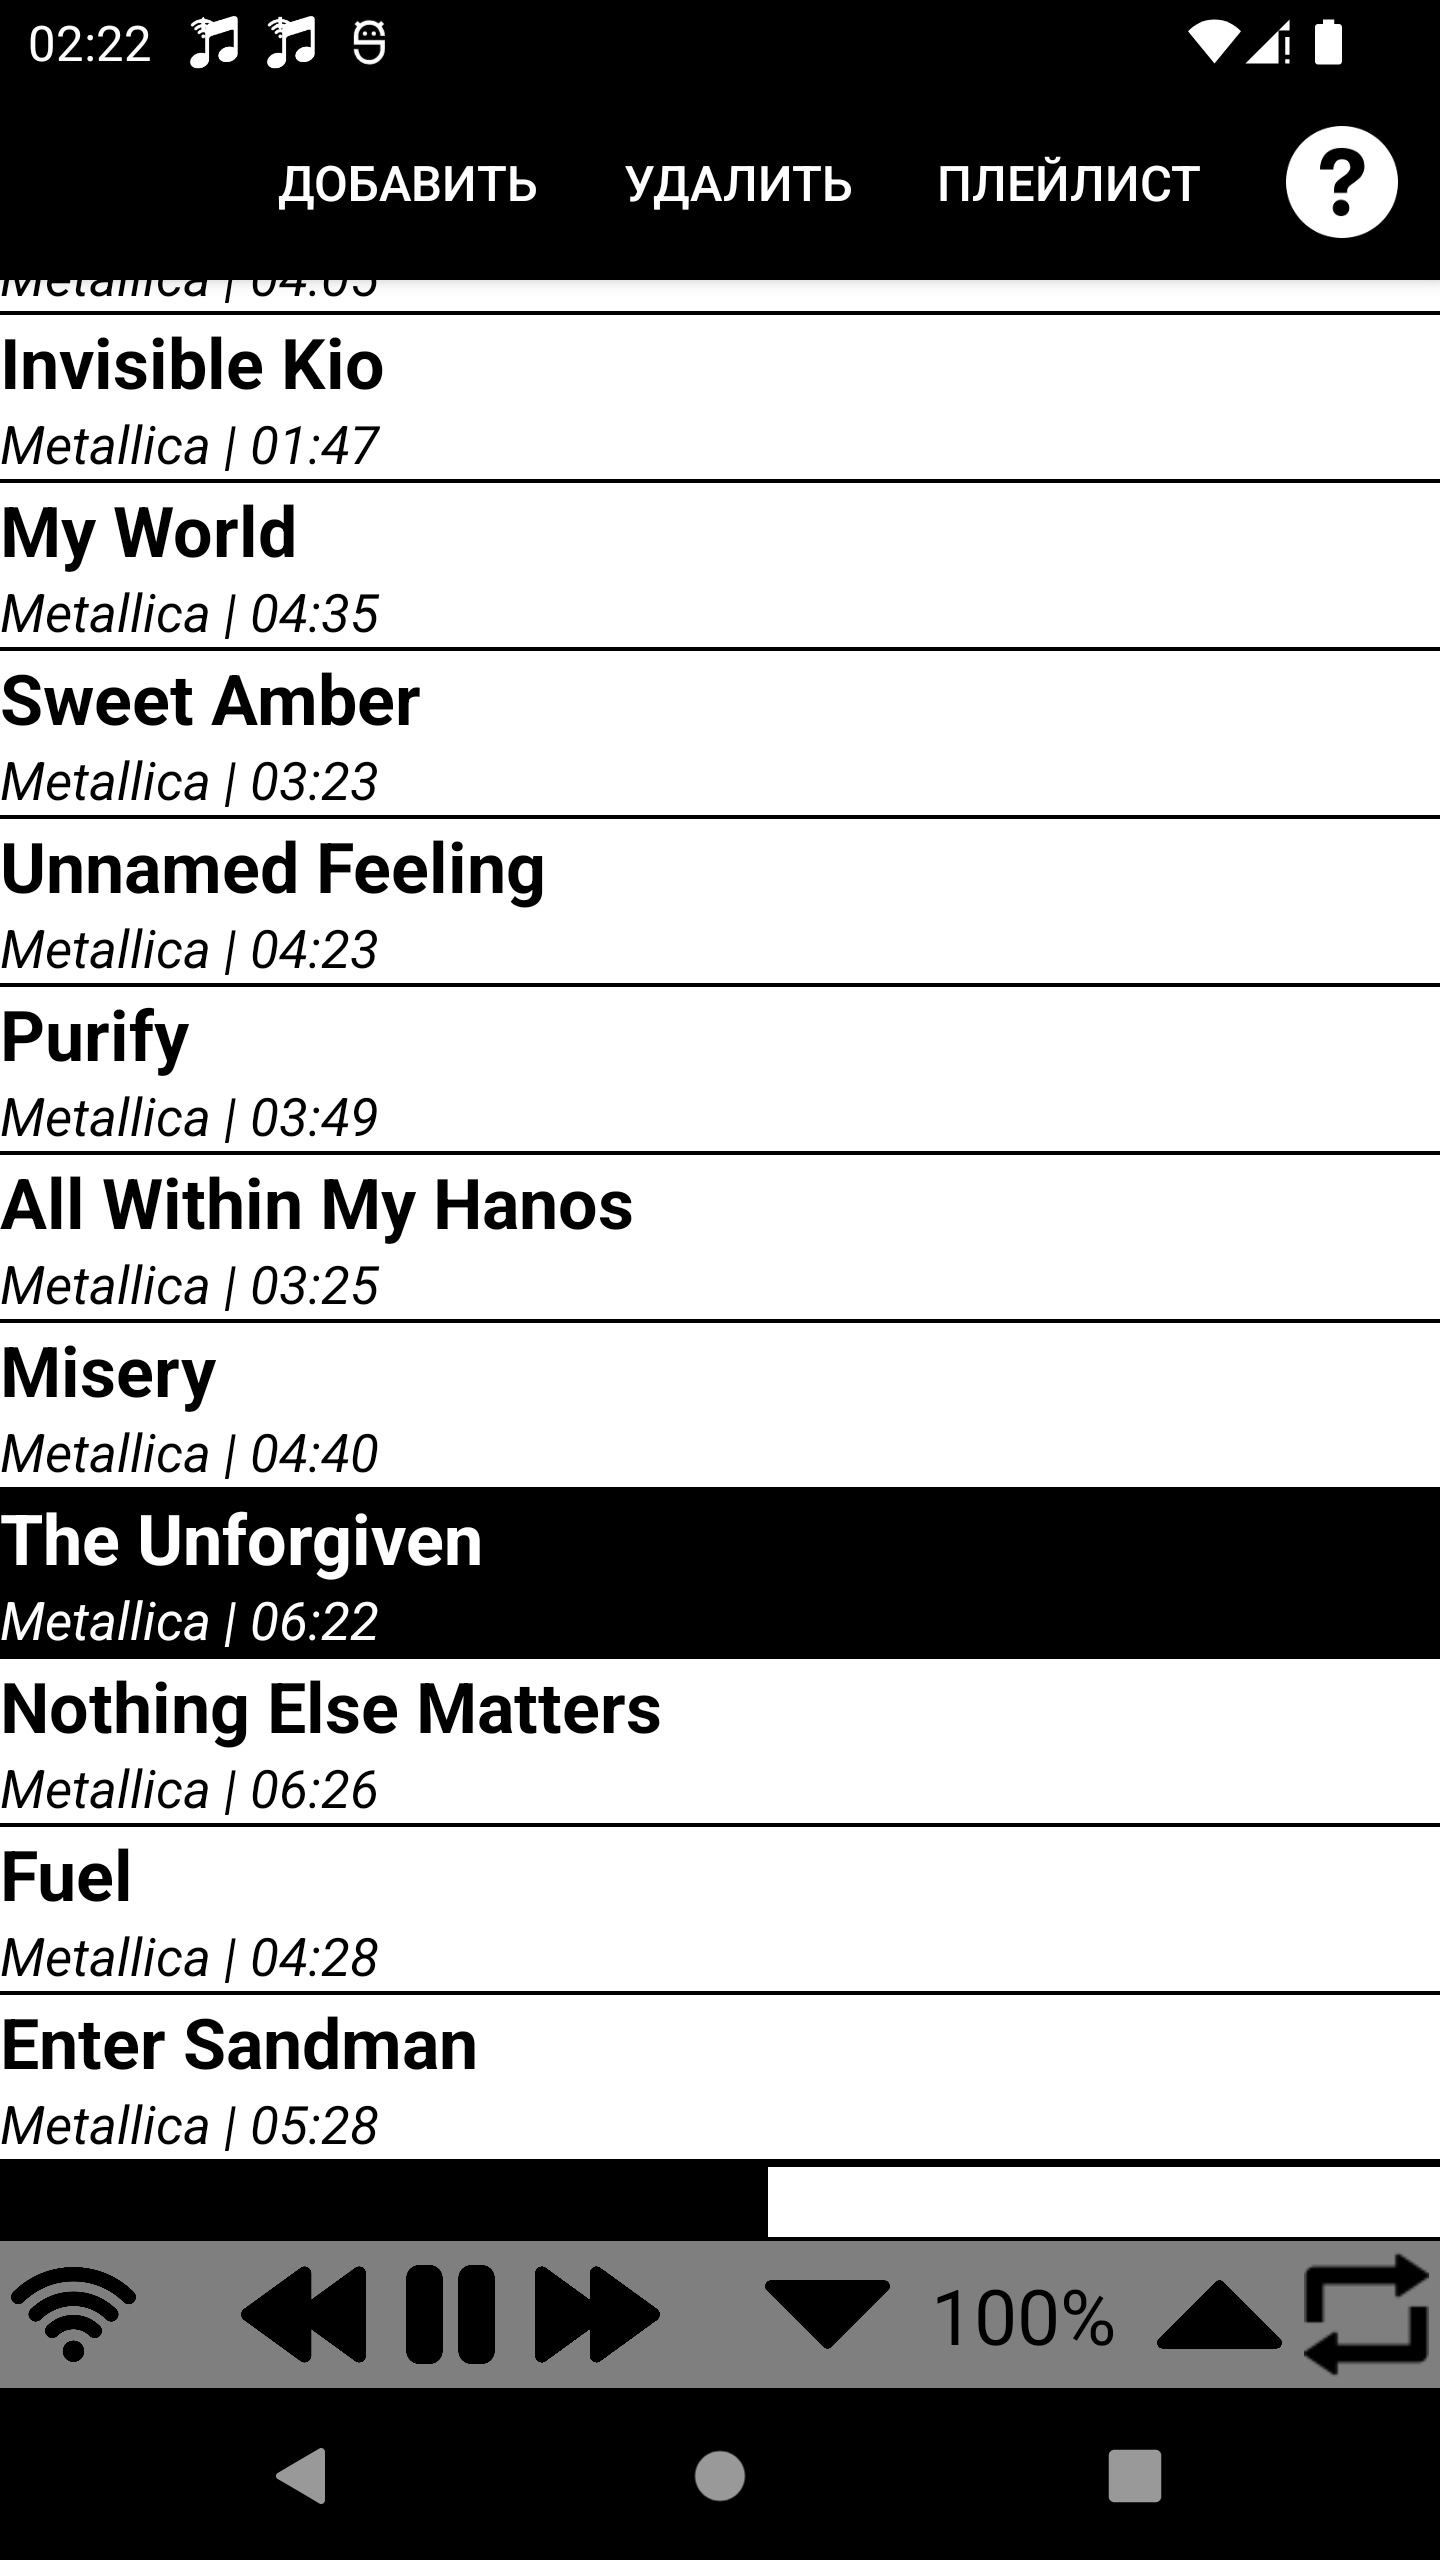 02:22
ДОБАВИТЬ УДАЛИТЬ ПЛЕЙЛИСТ ?
Metallica | 04:05
Invisible Kio
Metallica | 01:47
My World
Metallica | 04:35
Sweet Amber
Metallica | 03:23
Unnamed Feeling
Metallica | 04:23
Purify
Metallica | 03:49
All Within My Hanos
Metallica | 03:25
Misery
Metallica | 04:40
The Unforgiven
Metallica | 06:22
Nothing Else Matters
Metallica | 06:26
Fuel
Metallica | 04:28
Enter Sandman
Metallica | 05:28
100%